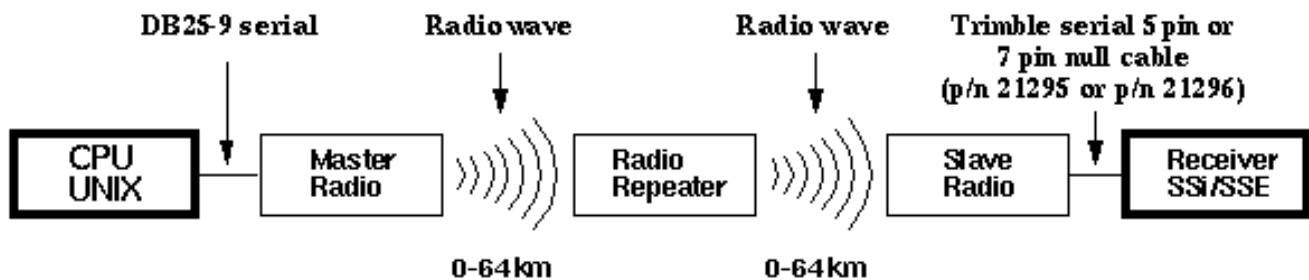 DB25-9 serial
Radio wave
Radio wave
Trimble serial 5 pin or
7 pin null cable
(p/n 21295 or p/n 21296)
CPU
UNIX
Master
Radio
Radio
Repeater
Slave
Radio
Receiver
SSi/SSE
0-64km
0-64km